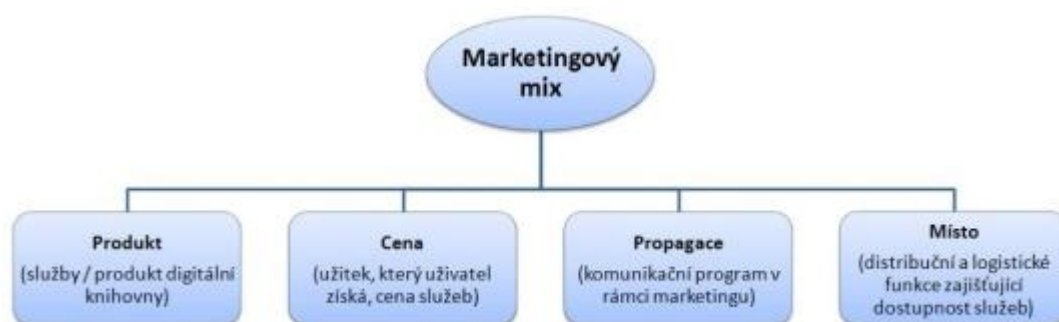 Marketingový
mix
Produkt
(služby / produkt digitální
knihovny)
Cena
(užitek, který uživatel
získá, cena služeb)
Propagace
(komunikační program v
rámci marketingu)
Místo
(distribuční a logistické
funkce zajišťující
dostupnost služeb)